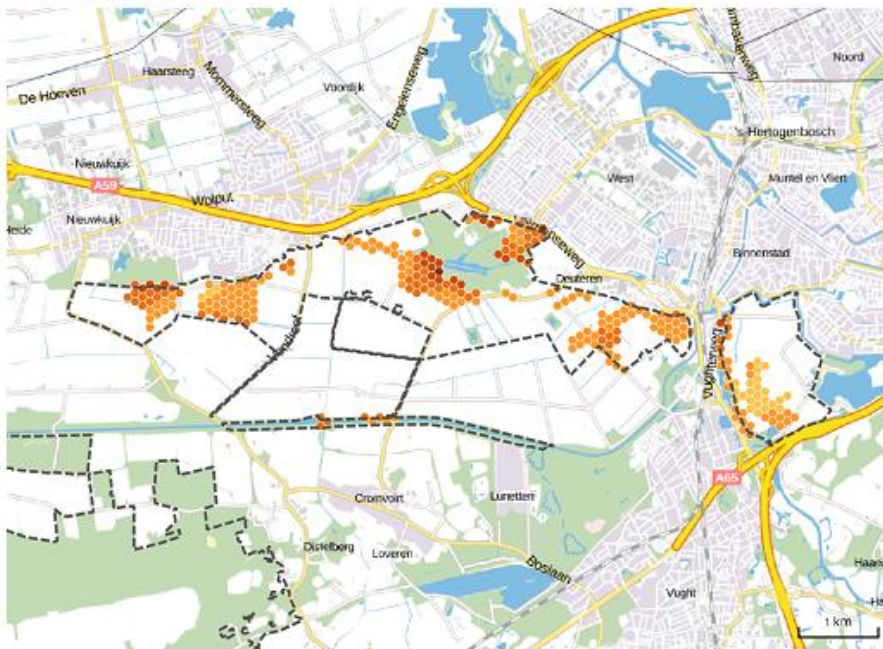 Noord
Haarsteeg
Voordijk
De Hoeven
Mommersteeg
Engelenseweg
's-Hertogenbosch
Nieuwkuijk
West
Muntel en Vliert
A59
Wolput
Nieuwkuijk
Heide
Binnenstad
Deuteren
Vughterweg
A65
Cromvoirt
Lunetten
Distelberg
Loveren
Boslaan
Vught
1 km